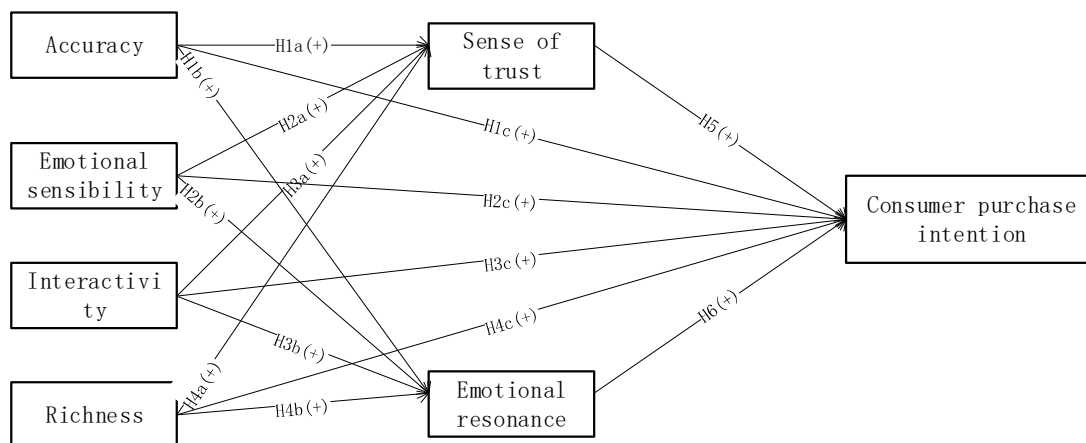 Accuracy
H1a(+)
Sense of
trust
H1b(+)
H2a(+)
H1c(+)
H5(+)
Emotional
sensibility
H3a(+)
H2b(+)
H2c(+)
Consumer purchase
intention
Interactivi
ty
H3c(+)
H3b(+)
H4c(+)
H6(+)
Richness
H4a(+)
H4b(+)
Emotional
resonance